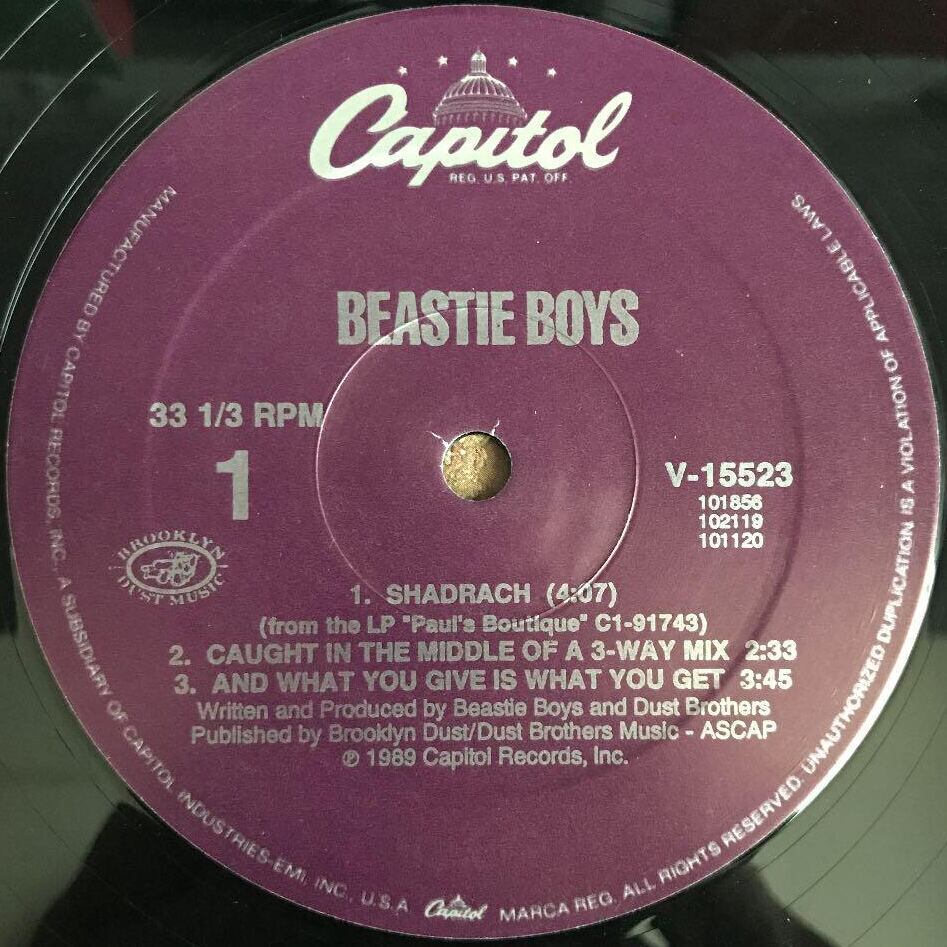 Capitol
REG. U.S. PAT. OFF.
BEASTIE BOYS
33 1/3 RPM
1
V-15523
101856
102119
101120
BROOKLYN
DUST MUSIC
1. SHADRACH (4:07)
(from the LP "Paul's Boutique" C1-91743)
2. CAUGHT IN THE MIDDLE OF A 3-WAY MIX 2:33
3. AND WHAT YOU GIVE IS WHAT YOU GET 3:45
Written and Produced by Beastie Boys and Dust Brothers
Published by Brooklyn Dust/Dust Brothers Music - ASCAP
℗ 1989 Capitol Records, Inc.
MANUFACTURED BY CAPITOL RECORDS, INC., A SUBSIDIARY OF CAPITOL INDUSTRIES-EMI, INC., U.S.A Capitol MARCA REG. ALL RIGHTS RESERVED. UNAUTHORIZED DUPLICATION IS A VIOLATION OF APPLICABLE LAWS